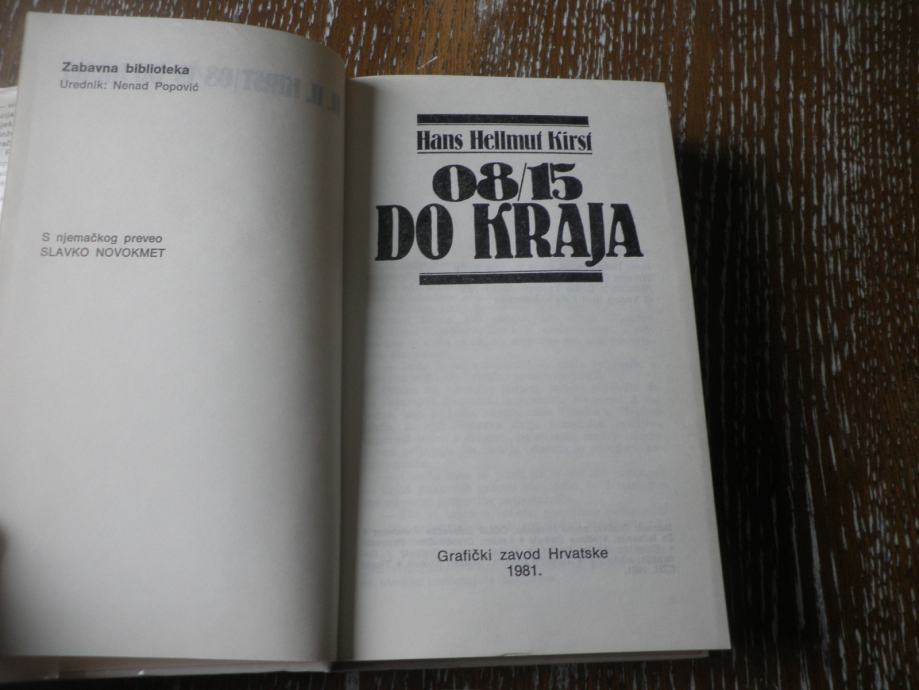 Zabavna biblioteka
Urednik: Nenad Popović
S njemačkog preveo
SLAVKO NOVOKMET
Hans Hellmut Kirst
08/15
DO KRAJA
Grafički zavod Hrvatske
1981.